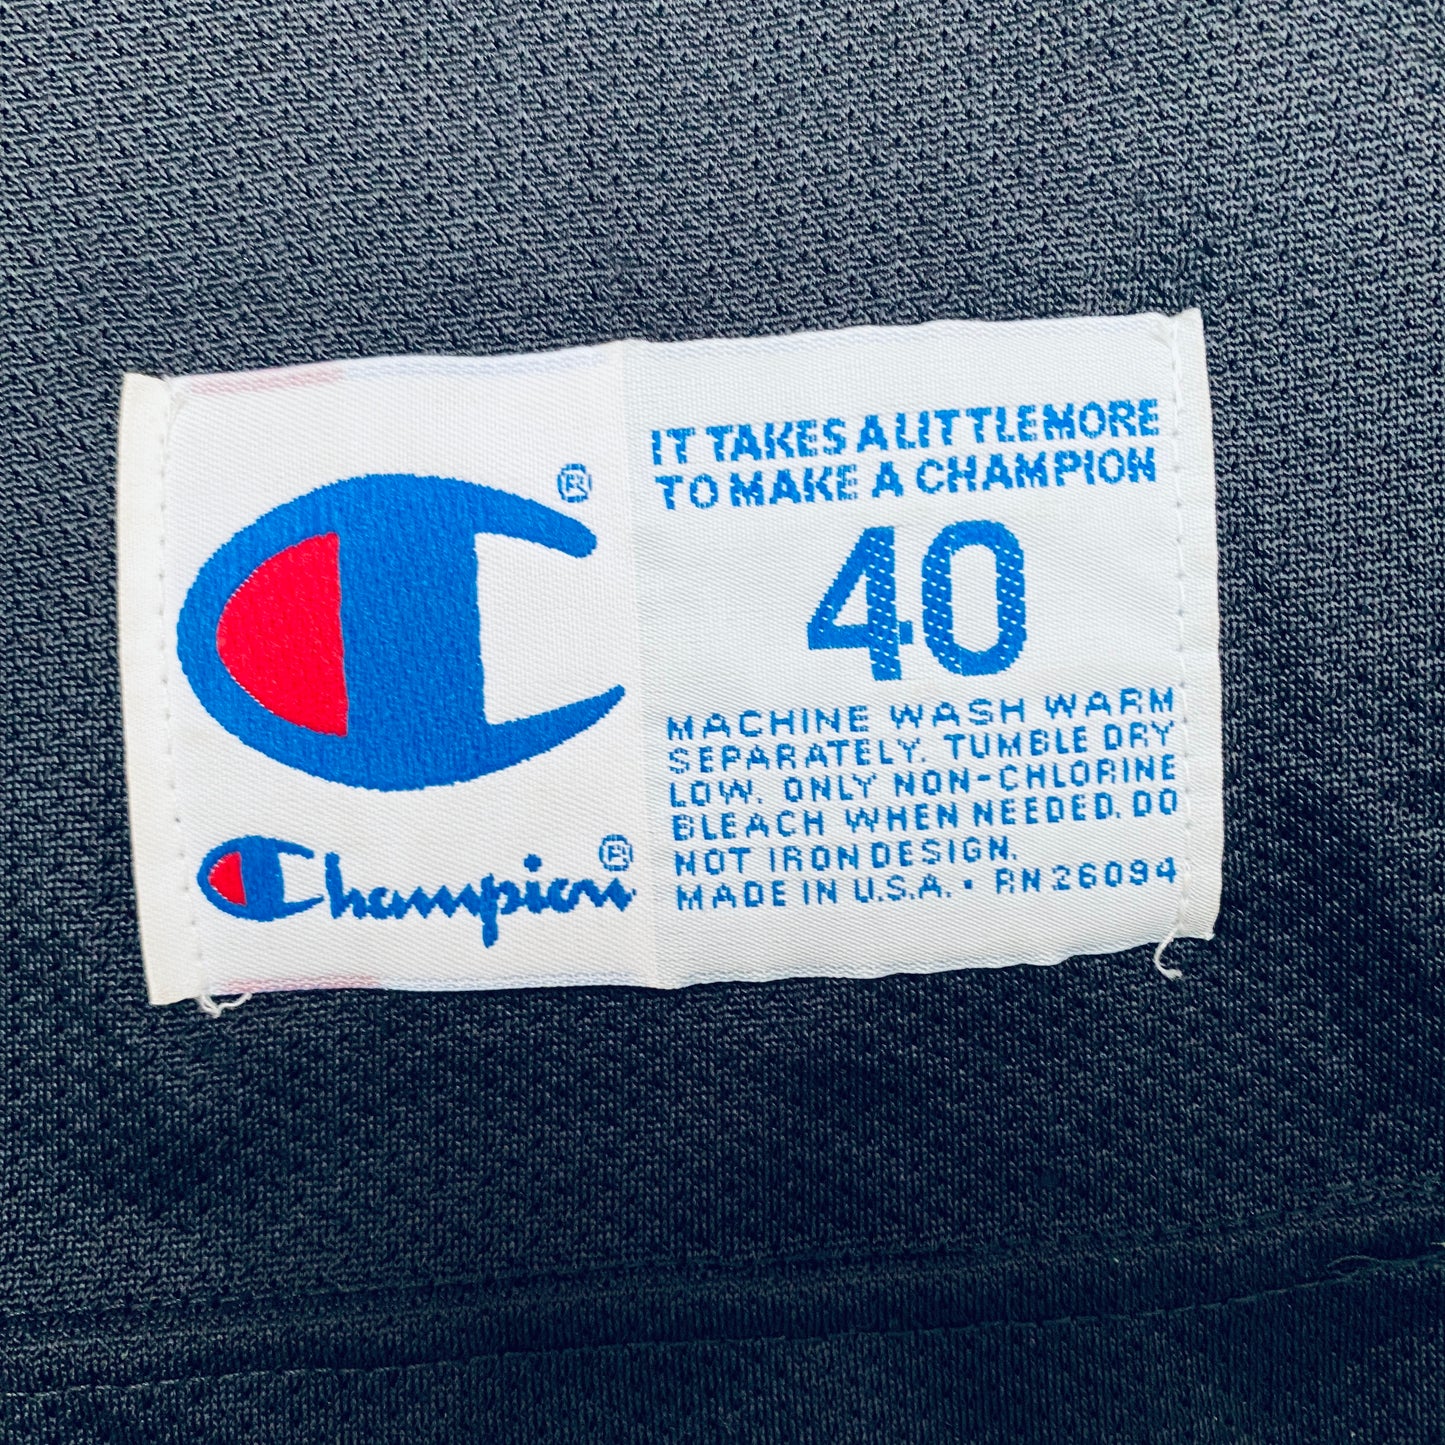 ®
Champion®
IT TAKES A LITTLE MORE
TO MAKE A CHAMPION
40
MACHINE WASH WARM
SEPARATELY. TUMBLE DRY
LOW. ONLY NON-CHLORINE
BLEACH WHEN NEEDED. DO
NOT IRON DESIGN.
MADE IN U.S.A. • RN 26094